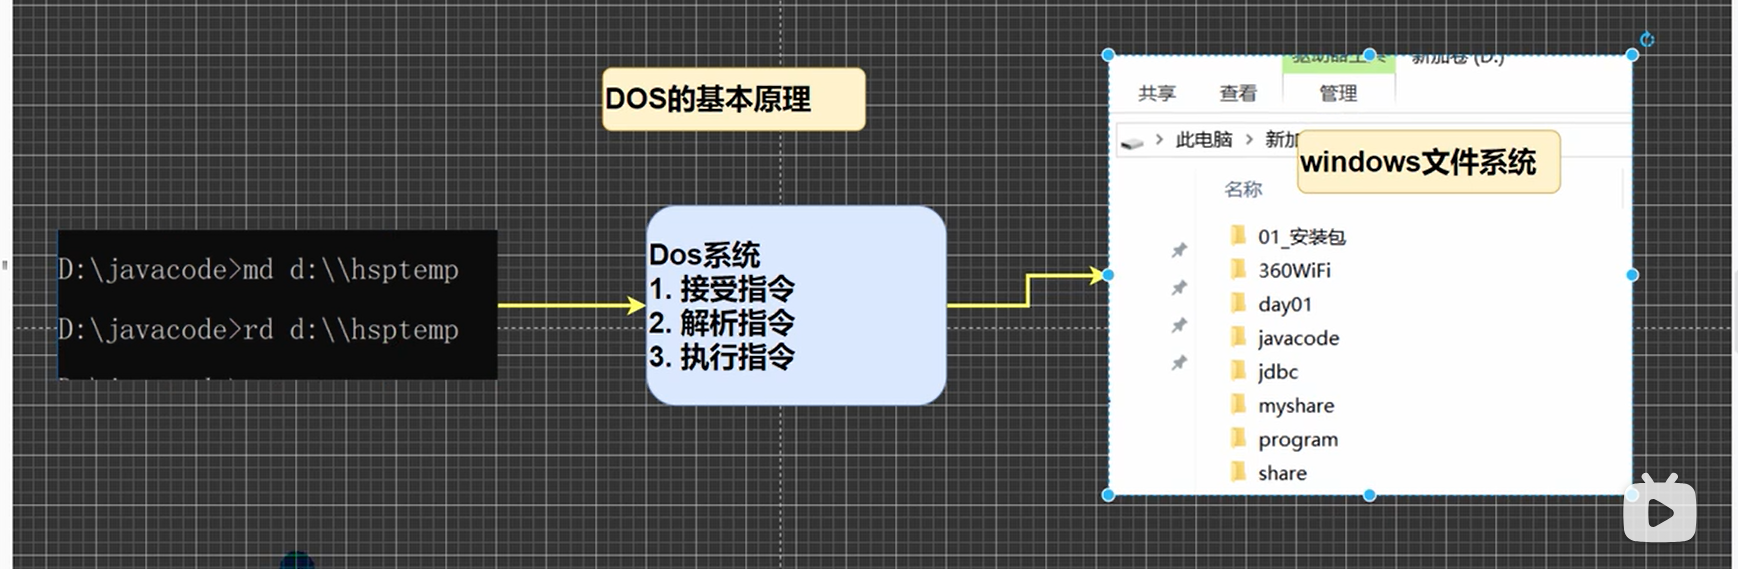 DOS的基本原理
D:\javacode>md d:\\hsptemp
D:\javacode>rd d:\\hsptemp
Dos系统
1. 接受指令
2. 解析指令
3. 执行指令
新加卷 (D:)
共享 查看 管理
此电脑 > 新加
windows文件系统
名称
01_安装包
360WiFi
day01
javacode
jdbc
myshare
program
share